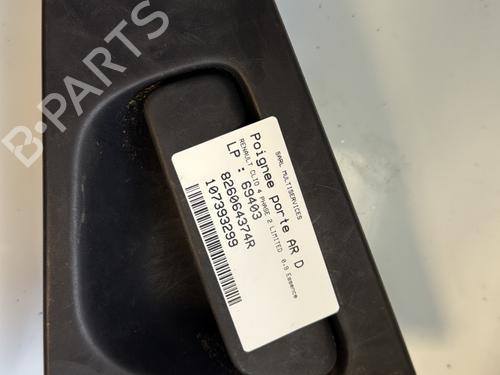 B-PARTS
SARL MULTISERVICES
Poignee porte AR D
RENAULT CLIO 4 PHASE 2 LIMITED 0.9 Essence
LP : 69403
826064374R
107393299